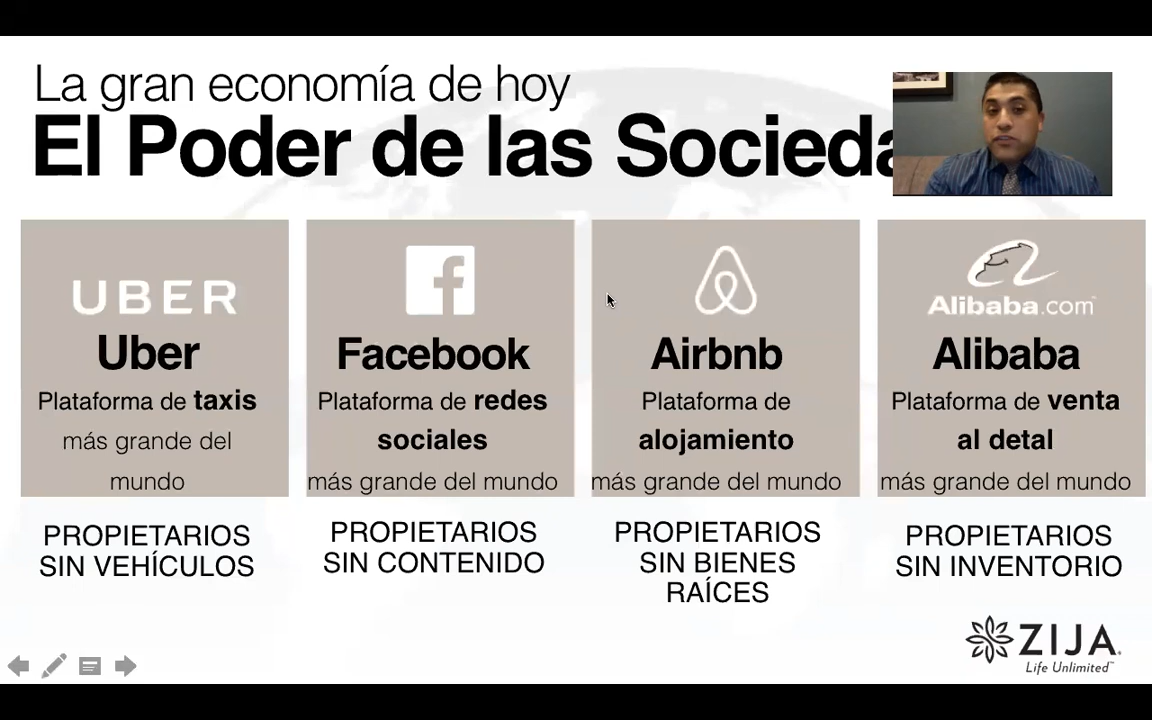 La gran economía de hoy
El Poder de las Socieda
UBER
Uber
Plataforma de taxis
más grande del
mundo
PROPIETARIOS
SIN VEHÍCULOS
Facebook
Plataforma de redes
sociales
más grande del mundo
PROPIETARIOS
SIN CONTENIDO
Airbnb
Plataforma de
alojamiento
más grande del mundo
PROPIETARIOS
SIN BIENES
RAÍCES
Alibaba.com™
Alibaba
Plataforma de venta
al detal
más grande del mundo
PROPIETARIOS
SIN INVENTORIO
ZIJA.
Life Unlimited™